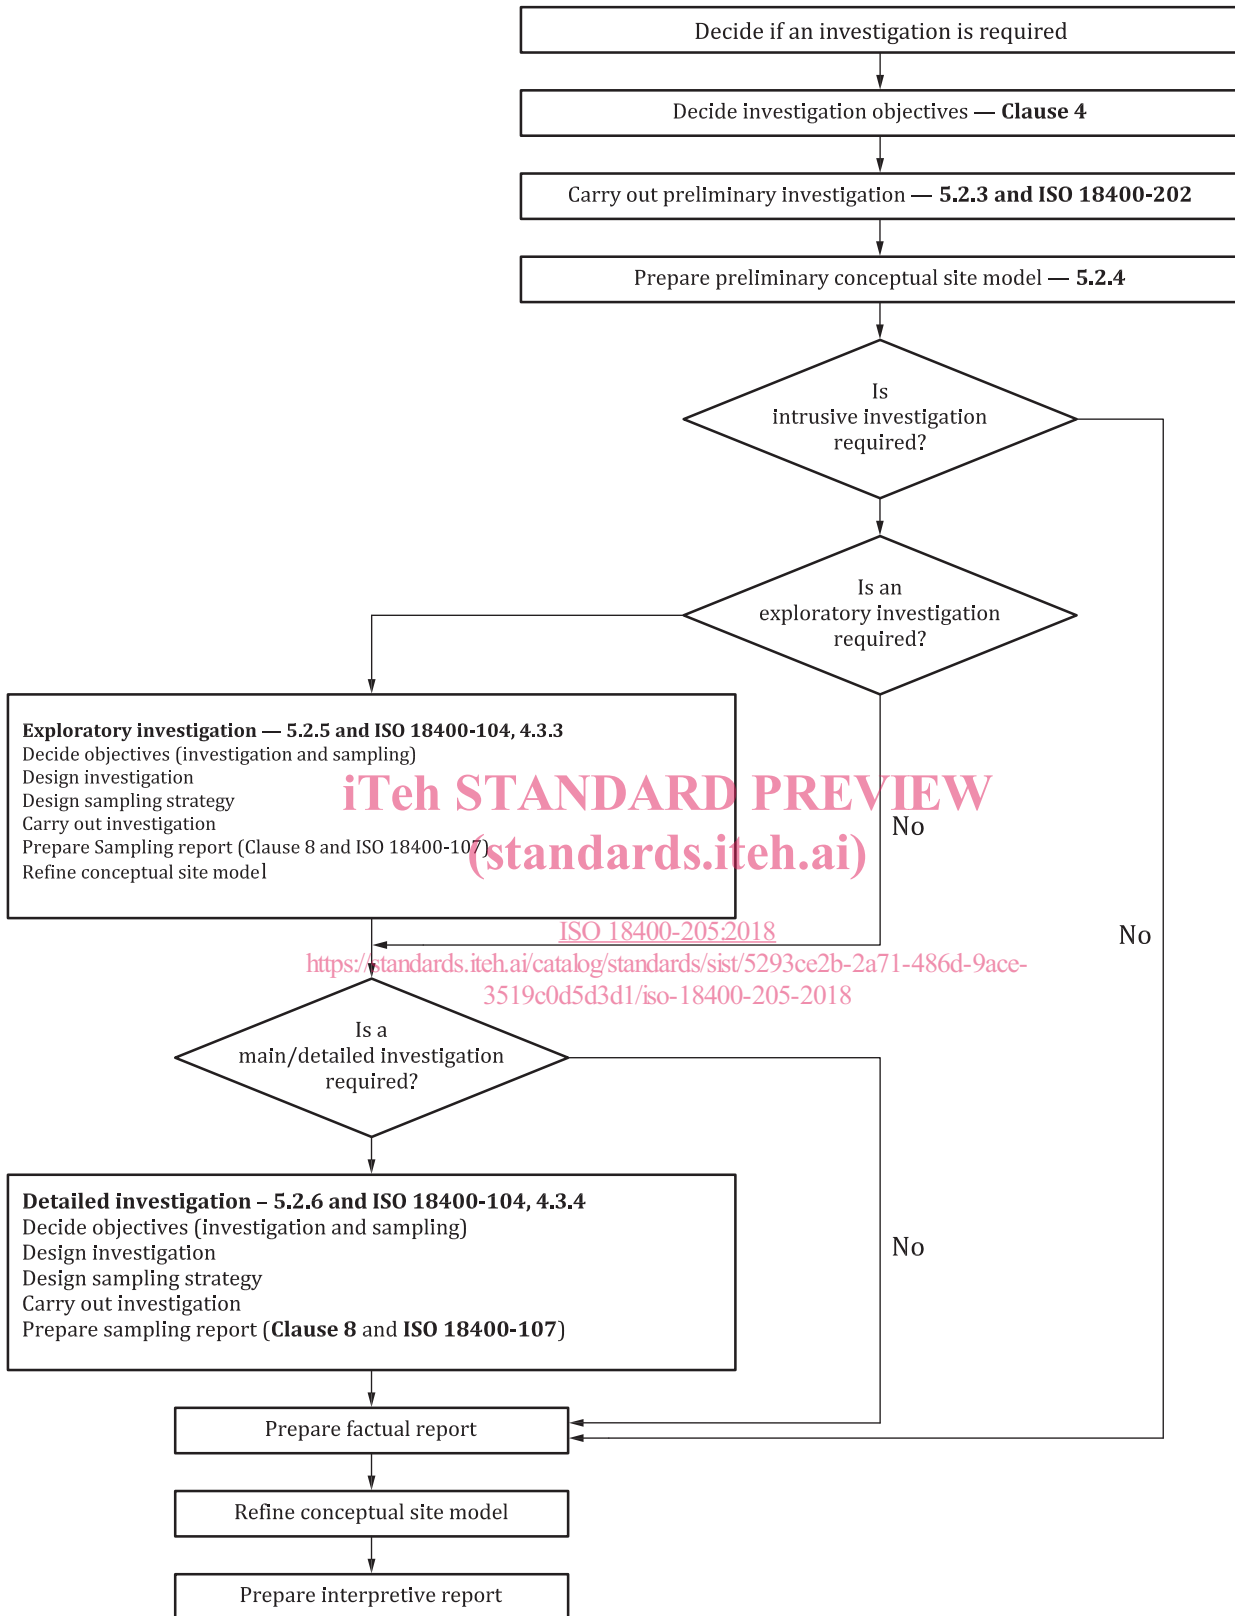 Decide if an investigation is required
Decide investigation objectives — Clause 4
Carry out preliminary investigation — 5.2.3 and ISO 18400-202
Prepare preliminary conceptual site model — 5.2.4
Is
intrusive investigation
required?
Is an
exploratory investigation
required?
Exploratory investigation — 5.2.5 and ISO 18400-104, 4.3.3
Decide objectives (investigation and sampling)
Design investigation
Design sampling strategy
Carry out investigation
Prepare Sampling report (Clause 8 and ISO 18400-107)
Refine conceptual site model
iTeh STANDARD PREVIEW
(standards.iteh.ai)
No
ISO 18400-205:2018
https://standards.iteh.ai/catalog/standards/sist/5293ce2b-2a71-486d-9ace-
3519c0d5d3d1/iso-18400-205-2018
No
Is a
main/detailed investigation
required?
Detailed investigation – 5.2.6 and ISO 18400-104, 4.3.4
Decide objectives (investigation and sampling)
Design investigation
Design sampling strategy
Carry out investigation
Prepare sampling report (Clause 8 and ISO 18400-107)
No
Prepare factual report
Refine conceptual site model
Prepare interpretive report